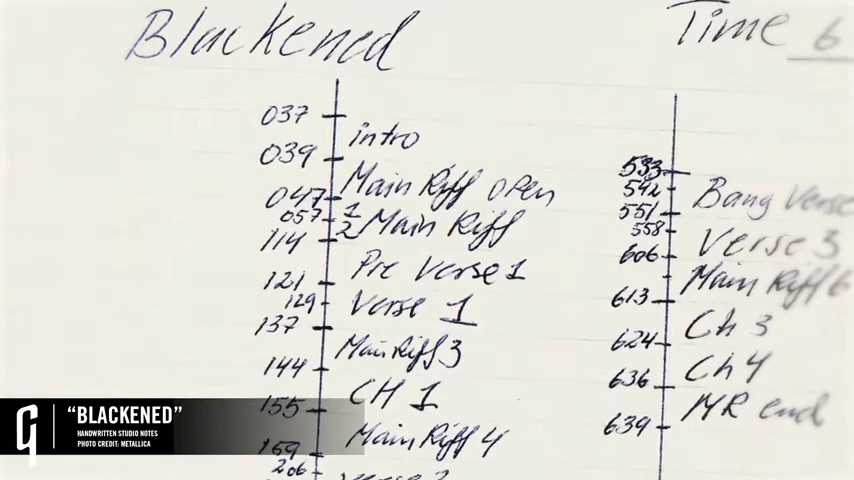 Blackened
037
intro
039
Main Riff open
047
1
057
2 Main Riff
114
Pre Verse 1
121
129
Verse 1
137
Main Riff 3
144
CH 1
155
Main Riff 4
159
206
Time 6
533
542
Bang Verse
551
558
Verse 3
606
Main Riff 6
613
Ch 3
624
Ch 4
636
MR end
639
"BLACKENED"
HANDWRITTEN STUDIO NOTES
PHOTO CREDIT: METALLICA